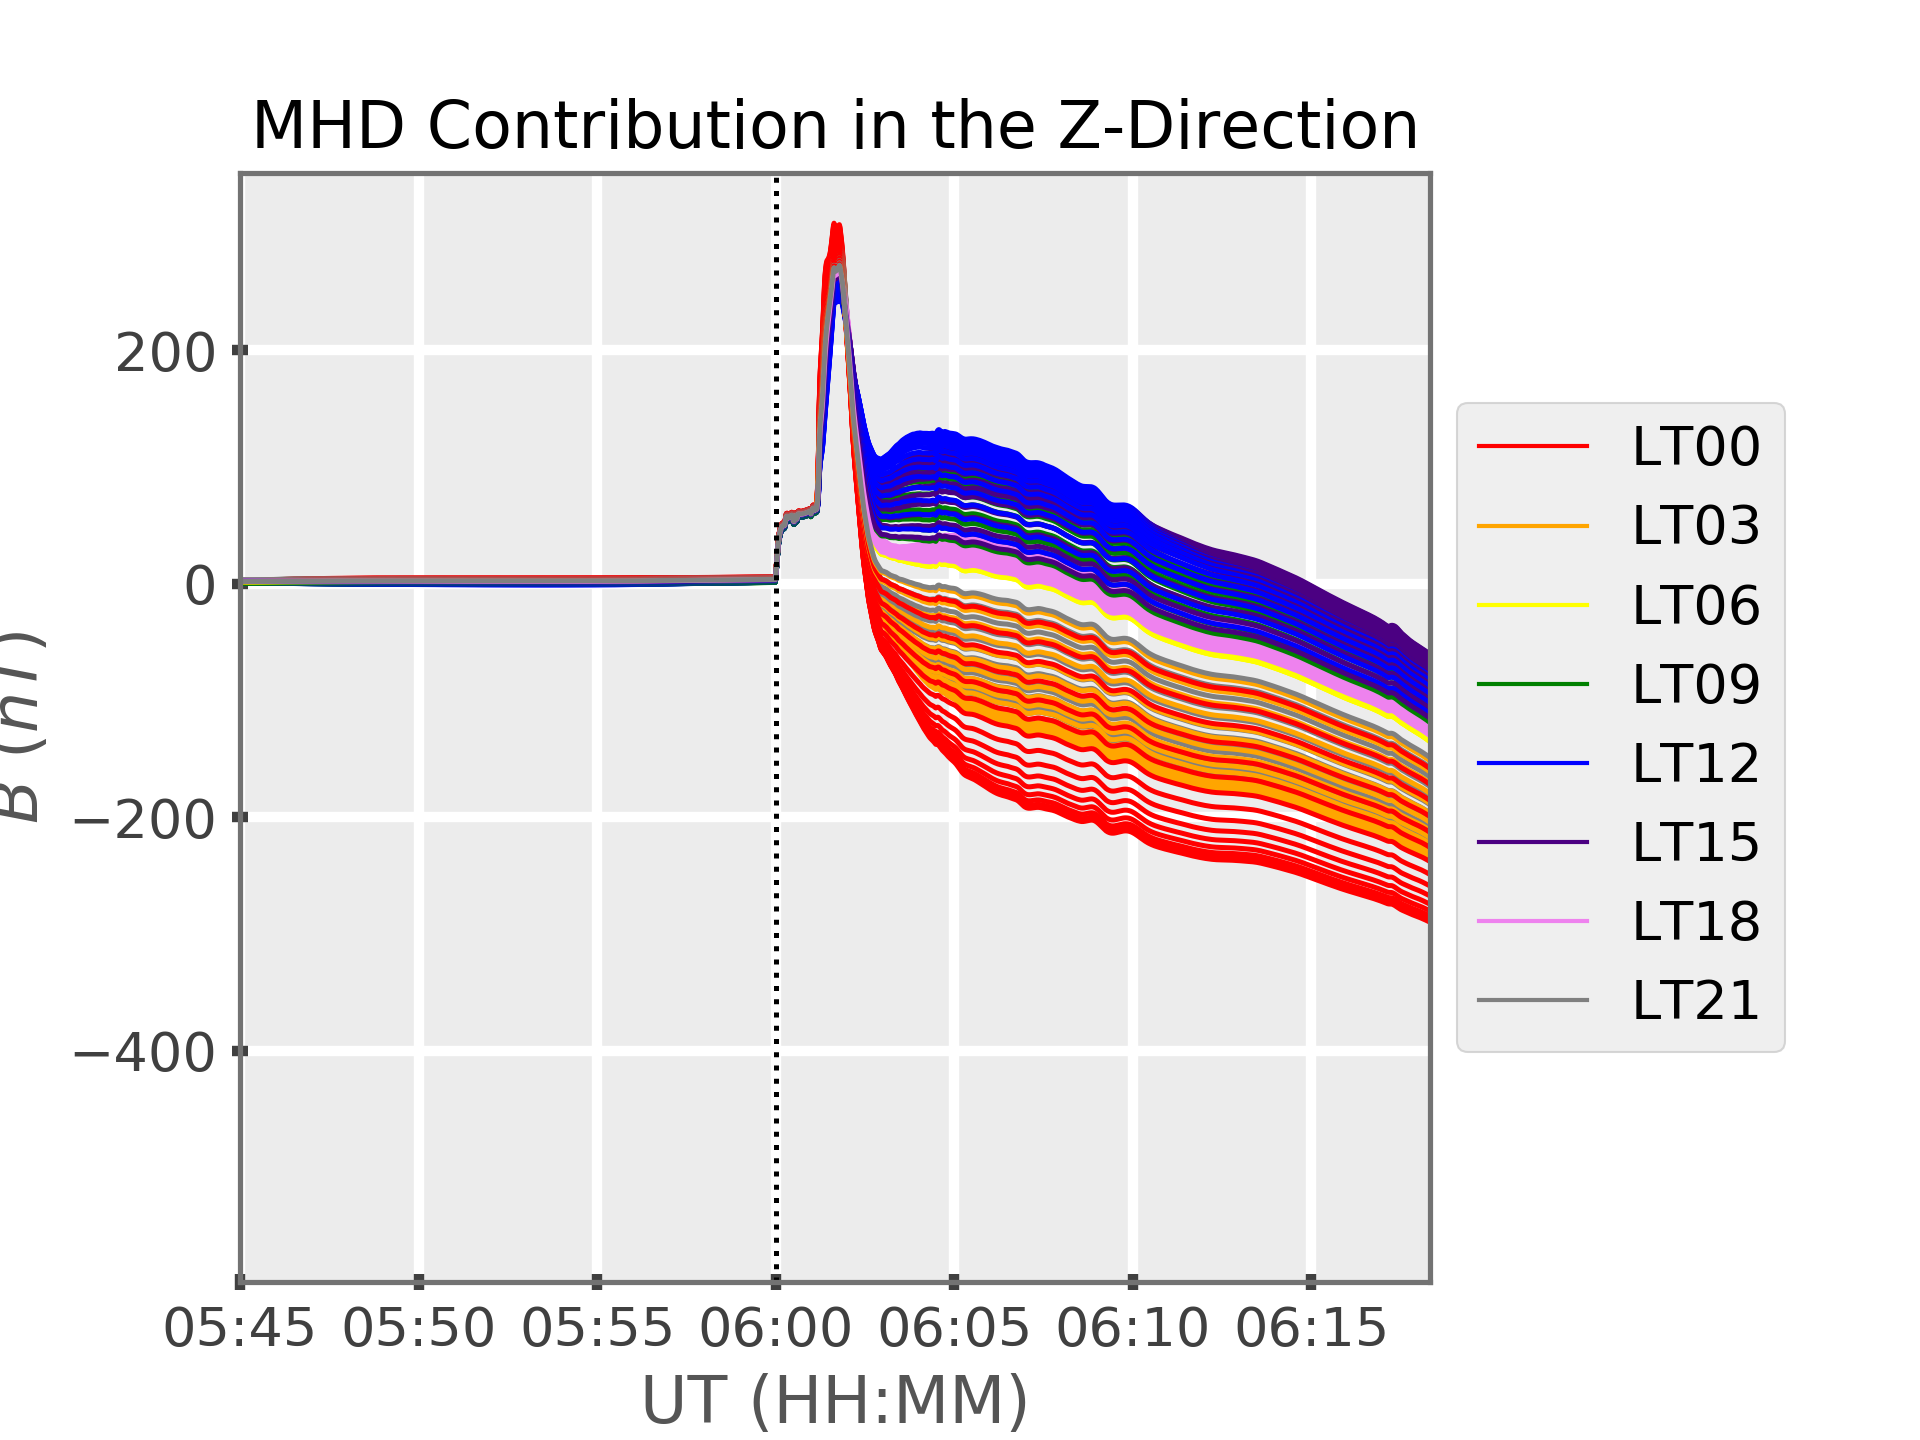 MHD Contribution in the Z-Direction
B (nT)
200
0
−200
−400
05:45 05:50 05:55 06:00 06:05 06:10 06:15
UT (HH:MM)
LT00
LT03
LT06
LT09
LT12
LT15
LT18
LT21